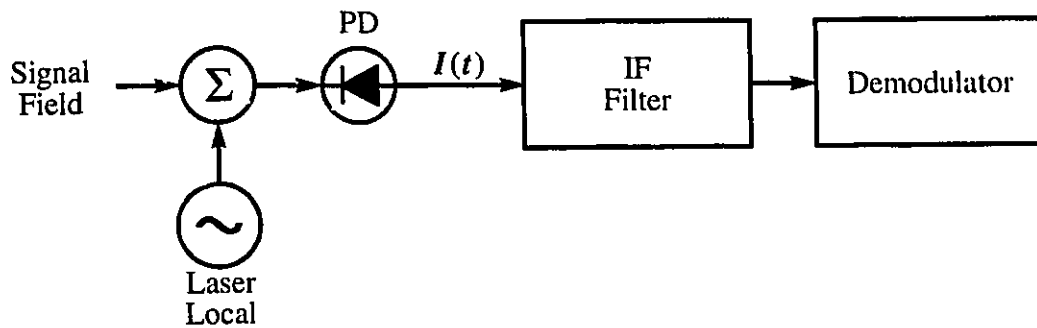 PD
Signal
Field
Σ
I(t)
IF
Filter
Demodulator
~
Laser
Local